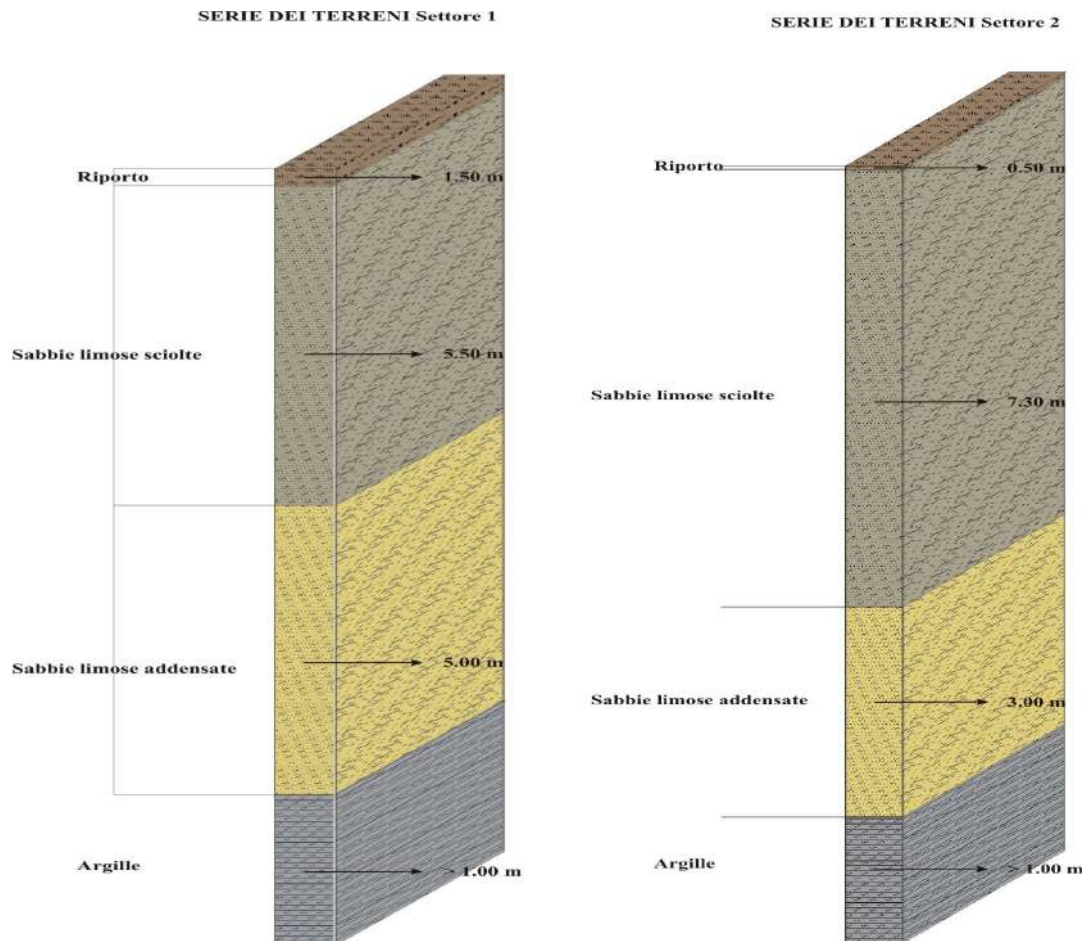 SERIE DEI TERRENI Settore 1
Riporto
1.50 m
Sabbie limose sciolte
5.50 m
Sabbie limose addensate
5.00 m
Argille
> 1.00 m
SERIE DEI TERRENI Settore 2
Riporto
0.50 m
Sabbie limose sciolte
7.30 m
Sabbie limose addensate
3.00 m
Argille
> 1.00 m